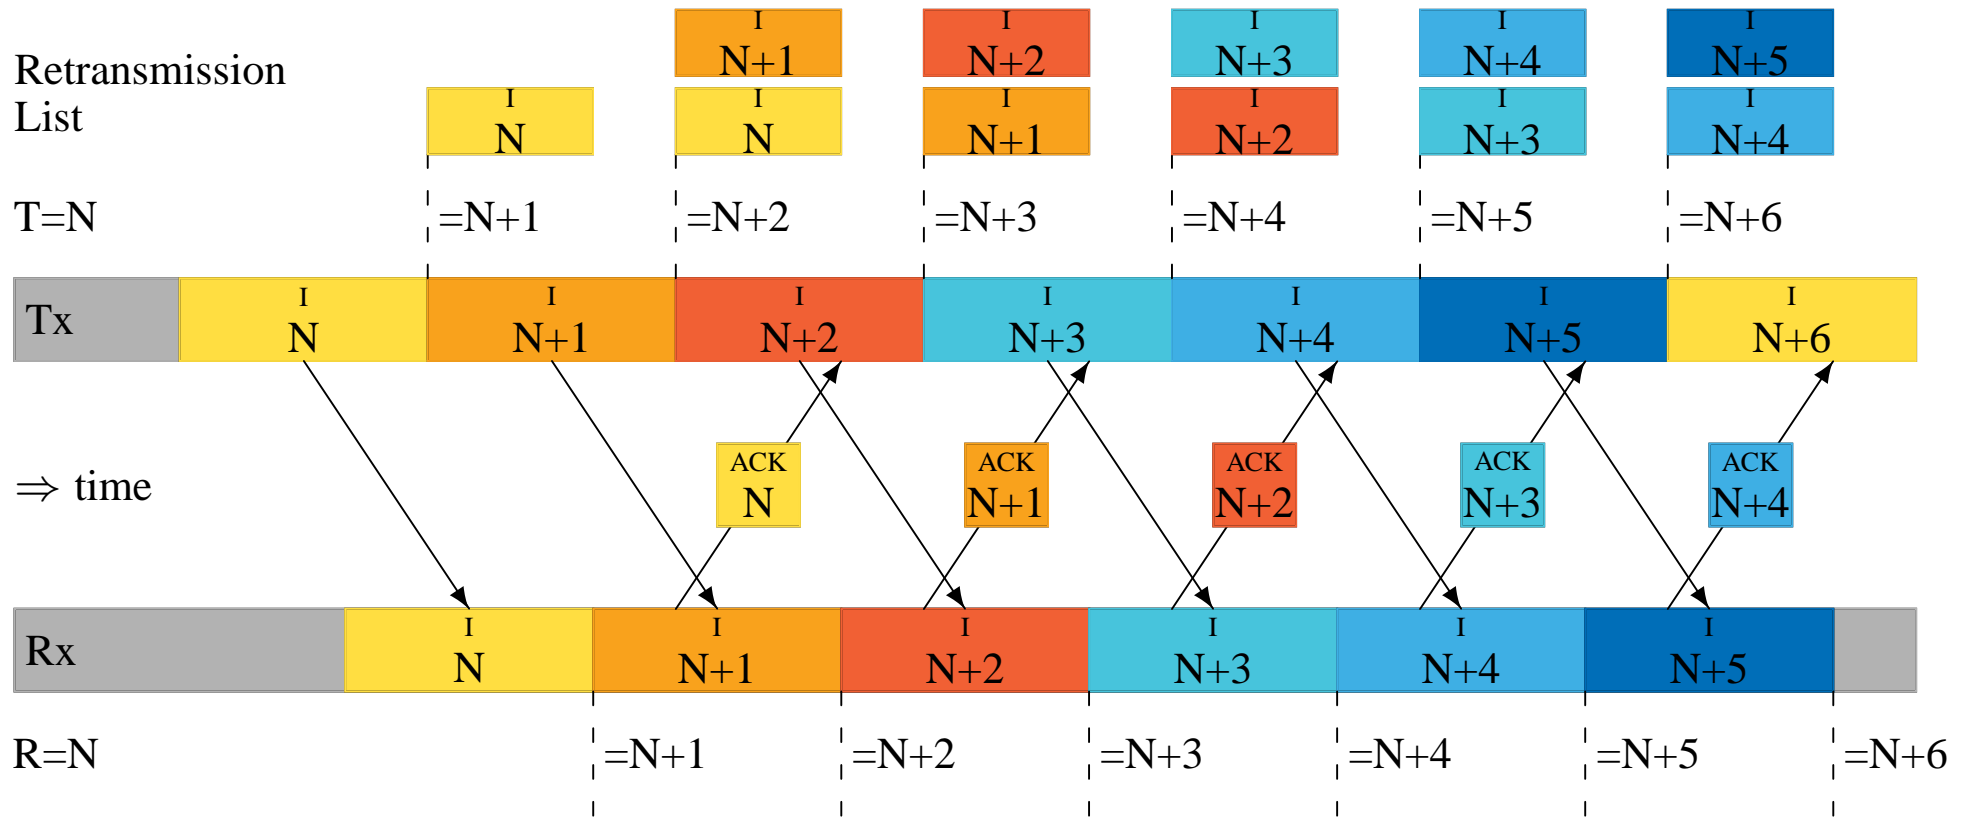 I
N+1
I
N+2
I
N+3
I
N+4
I
N+5
Retransmission
List
I
N
I
N
I
N+1
I
N+2
I
N+3
I
N+4
T=N
=N+1
=N+2
=N+3
=N+4
=N+5
=N+6
Tx
I
N
I
N+1
I
N+2
I
N+3
I
N+4
I
N+5
I
N+6
⇒ time
ACK
N
ACK
N+1
ACK
N+2
ACK
N+3
ACK
N+4
Rx
I
N
I
N+1
I
N+2
I
N+3
I
N+4
I
N+5
R=N
=N+1
=N+2
=N+3
=N+4
=N+5
=N+6